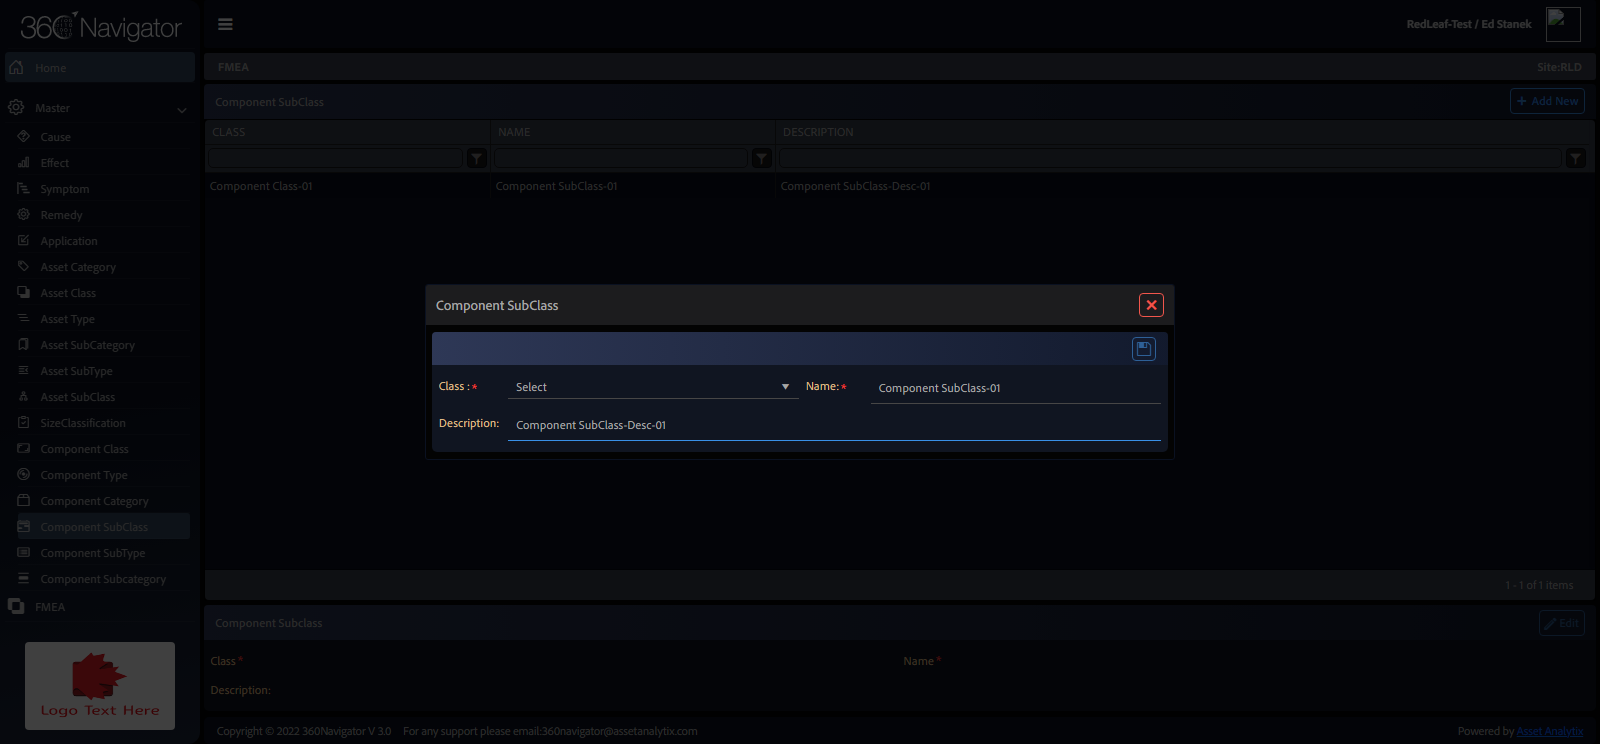 360 Navigator
RedLeaf-Test / Ed Stanek
Home
FMEA
Site:RLD
Master
Component SubClass
+ Add New
Cause
CLASS
NAME
DESCRIPTION
Effect
Symptom
Component Class-01
Component SubClass-01
Component SubClass-Desc-01
Remedy
Application
Asset Category
Asset Class
Asset Type
Asset SubCategory
Asset SubType
Asset SubClass
SizeClassification
Component Class
Component Type
Component Category
Component SubClass
Component SubType
Component Subcategory
FMEA
Logo Text Here
Component SubClass
Class : *
Select
Name: *
Component SubClass-01
Description:
Component SubClass-Desc-01
1 - 1 of 1 items
Component Subclass
Edit
Class *
Name *
Description:
Copyright © 2022 360Navigator V 3.0 For any support please email:360navigator@assetanalytix.com
Powered by Asset Analytix